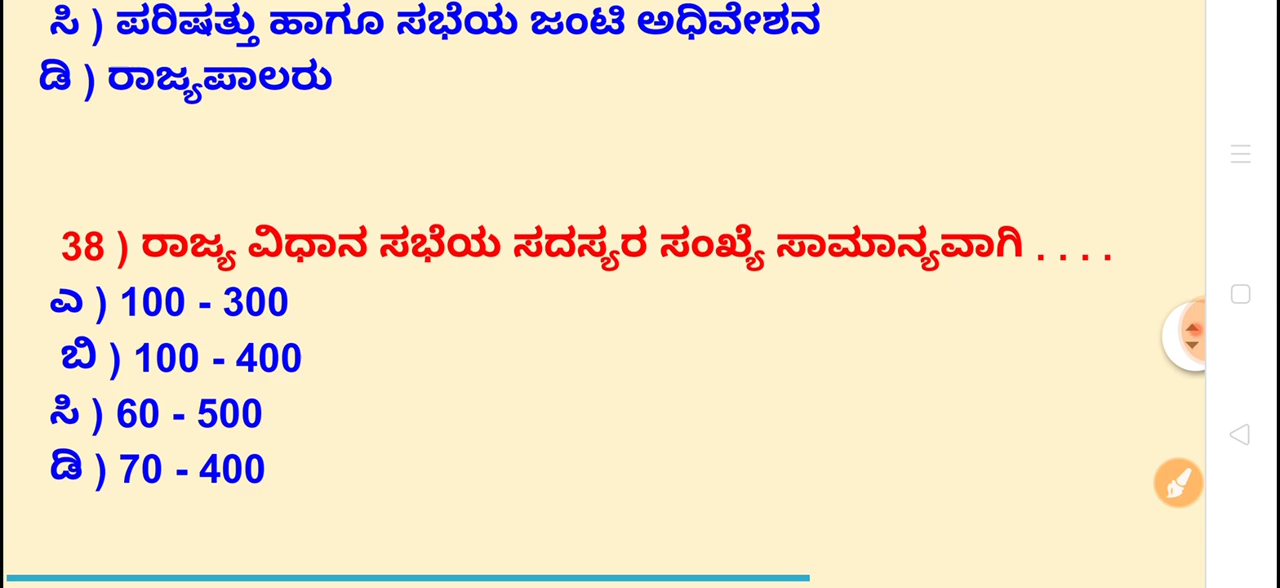 ಸಿ ) ಪರಿಷತ್ತು ಹಾಗೂ ಸಭೆಯ ಜಂಟಿ ಅಧಿವೇಶನ
ಡಿ ) ರಾಜ್ಯಪಾಲರು
38 ) ರಾಜ್ಯ ವಿಧಾನ ಸಭೆಯ ಸದಸ್ಯರ ಸಂಖ್ಯೆ ಸಾಮಾನ್ಯವಾಗಿ . . . .
ಎ ) 100 - 300
ಬಿ ) 100 - 400
ಸಿ ) 60 - 500
ಡಿ ) 70 - 400